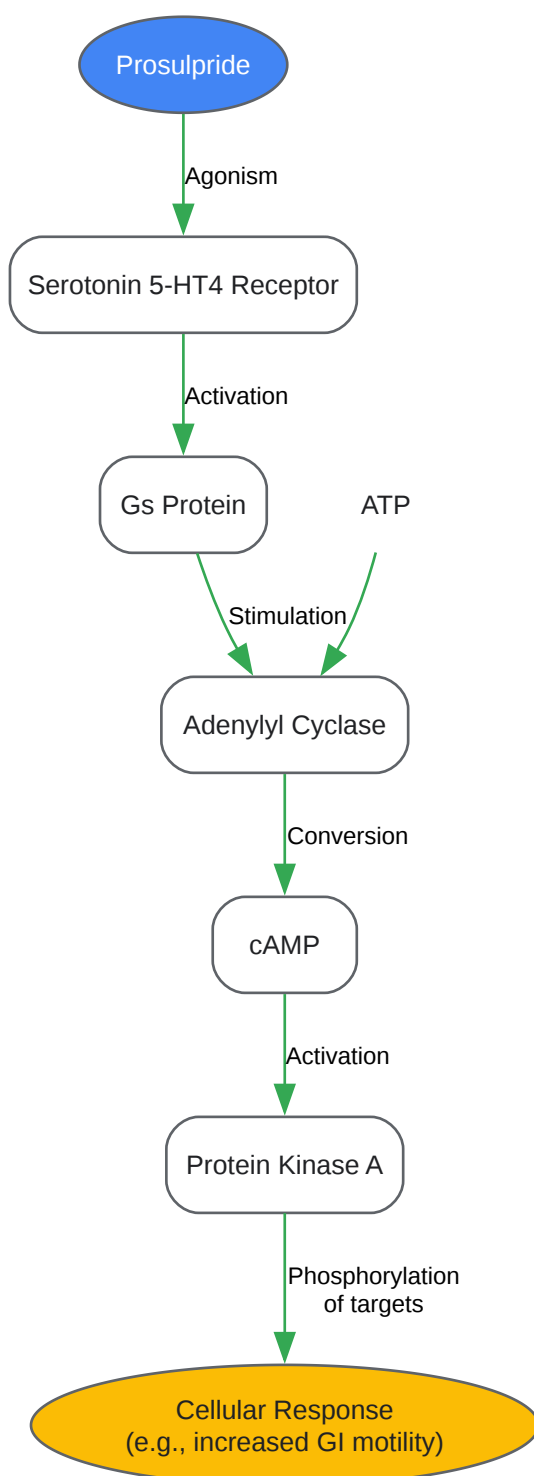 Prosulpride
Agonism
Serotonin 5-HT4 Receptor
Activation
Gs Protein
ATP
Stimulation
Adenylyl Cyclase
Conversion
cAMP
Activation
Protein Kinase A
Phosphorylation
of targets
Cellular Response
(e.g., increased GI motility)